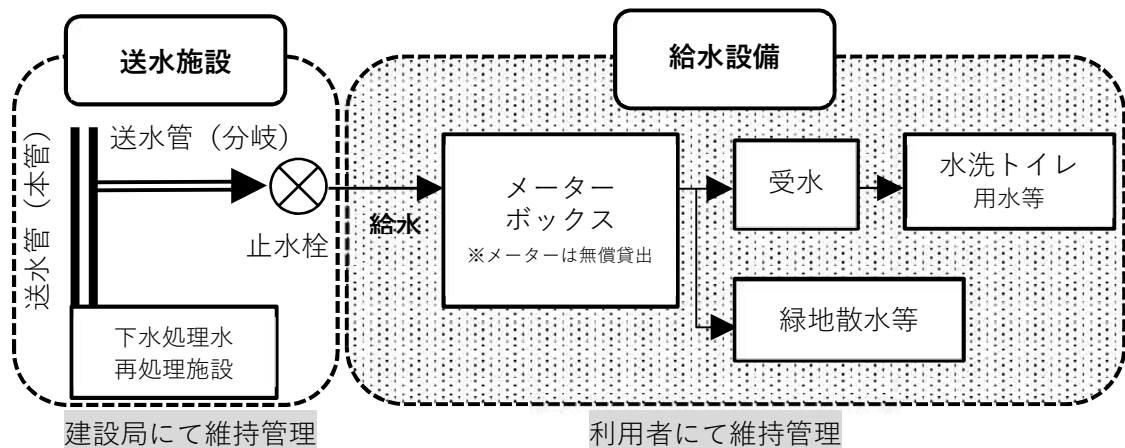 送水施設
給水設備
送水管(本管)
送水管(分岐)
止水栓
給水
メーター
ボックス
※メーターは無償貸出
受水
水洗トイレ
用水等
緑地散水等
下水処理水
再処理施設
建設局にて維持管理
利用者にて維持管理